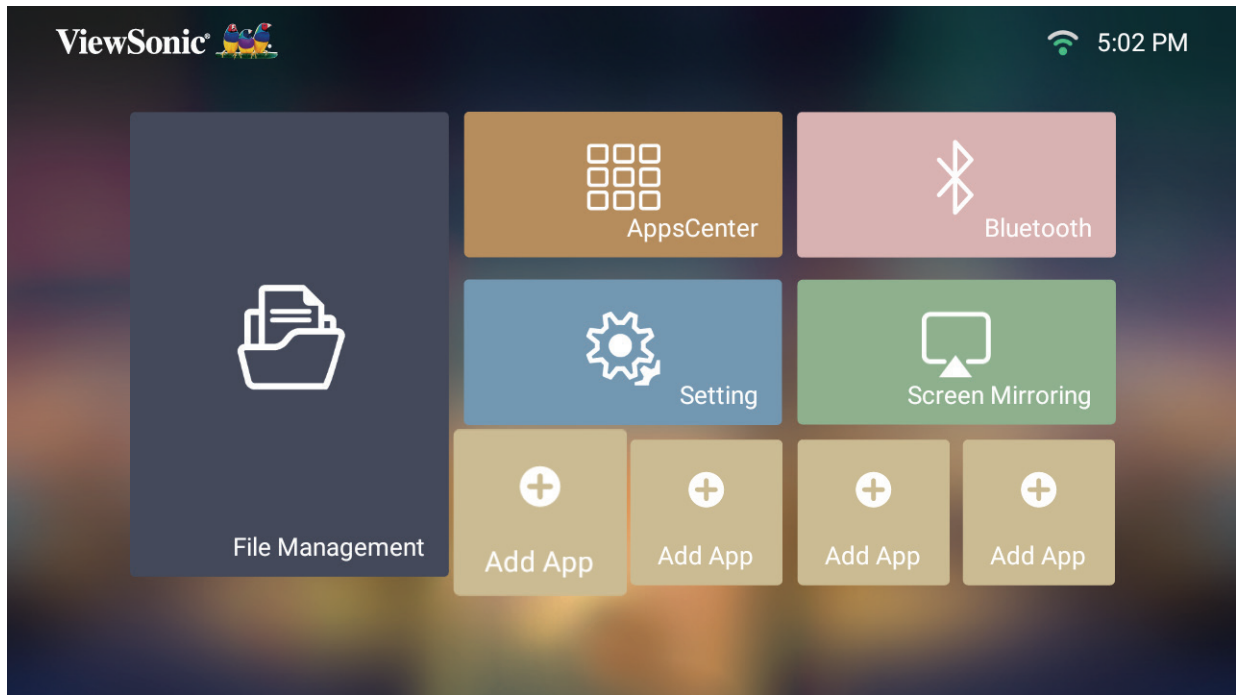 ViewSonic®
5:02 PM
AppsCenter
Bluetooth
Setting
Screen Mirroring
File Management
Add App
Add App
Add App
Add App